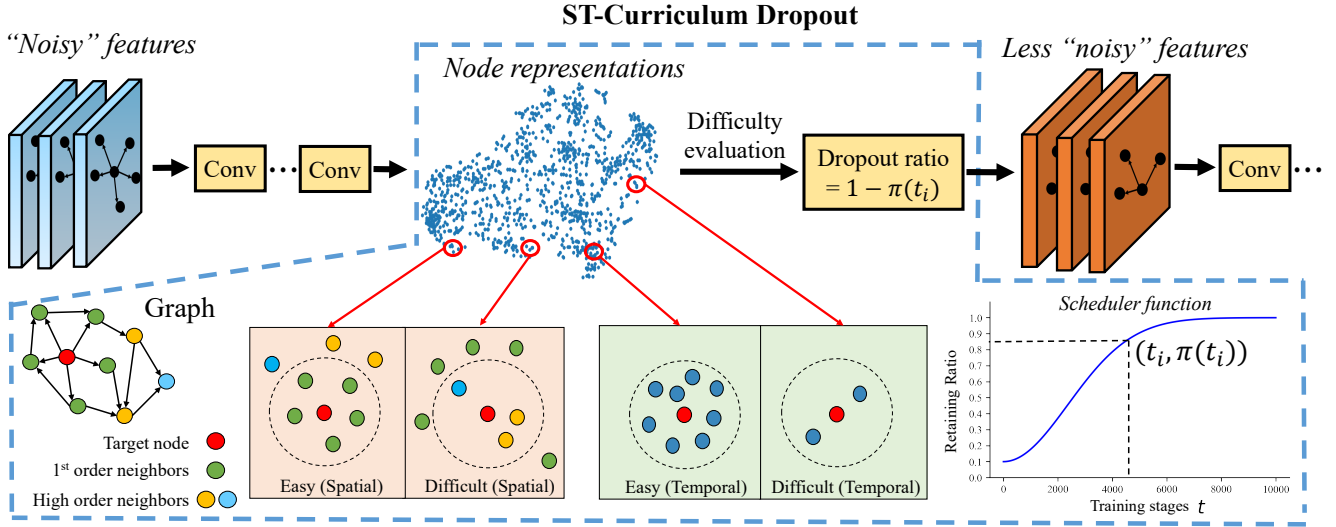 ST-Curriculum Dropout
“Noisy” features
Node representations
Less “noisy” features
Conv
...
Conv
Difficulty
evaluation
Dropout ratio
= 1 − π(t_i)
Conv
...
Graph
Target node
1st order neighbors
High order neighbors
Easy (Spatial)
Difficult (Spatial)
Easy (Temporal)
Difficult (Temporal)
Scheduler function
Retaining Ratio
1.0
0.9
0.8
0.7
0.6
0.5
0.4
0.3
0.2
0.1
(t_i, π(t_i))
0
2000
4000
6000
8000
10000
Training stages t